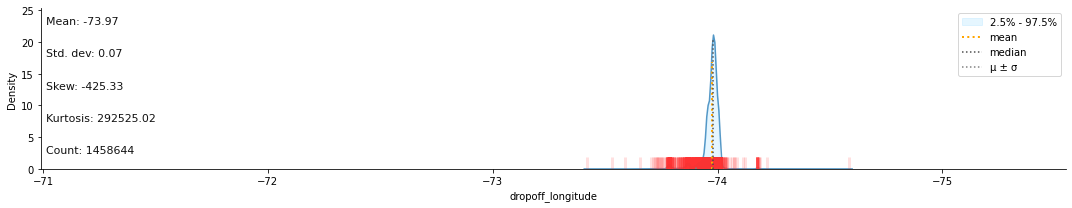 25
20
15
10
5
0
Density
Mean: -73.97
Std. dev: 0.07
Skew: -425.33
Kurtosis: 292525.02
Count: 1458644
2.5% - 97.5%
mean
median
μ ± σ
−71
−72
−73
−74
−75
dropoff_longitude